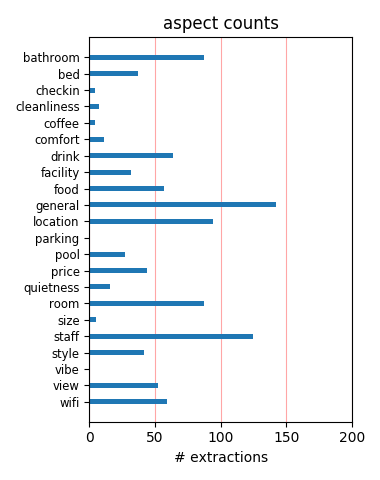 aspect counts
bathroom
bed
checkin
cleanliness
coffee
comfort
drink
facility
food
general
location
parking
pool
price
quietness
room
size
staff
style
vibe
view
wifi
0 50 100 150 200
# extractions